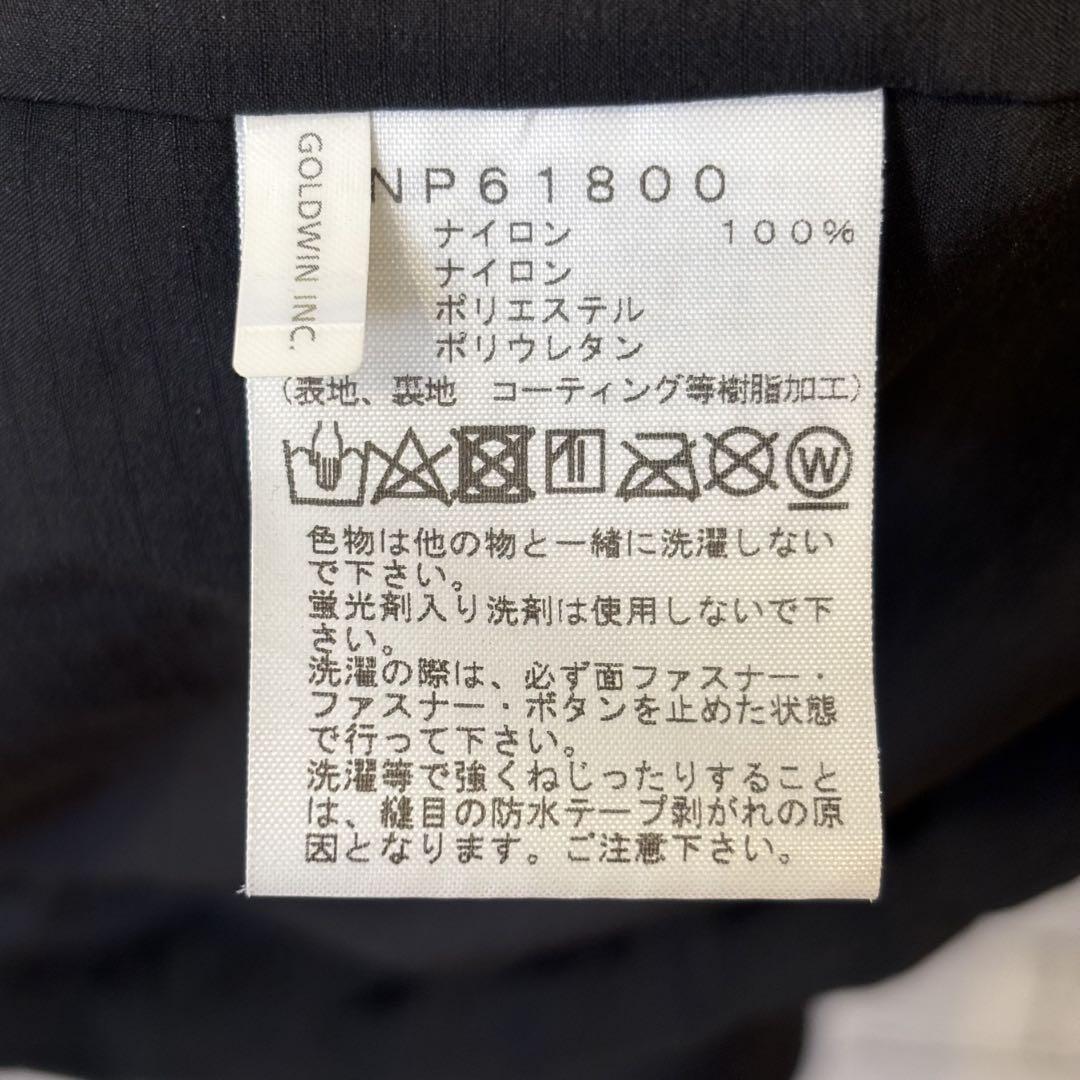 GOLDWIN INC.
NP61800
ナイロン 100%
ナイロン
ポリエステル
ポリウレタン
(表地、裏地 コーティング等樹脂加工)
W
色物は他の物と一緒に洗濯しない
で下さい。
蛍光剤入り洗剤は使用しないで下
さい。
洗濯の際は、必ず面ファスナー・
ファスナー・ボタンを止めた状態
で行って下さい。
洗濯等で強くねじったりすること
は、縫目の防水テープ剥がれの原
因となります。ご注意下さい。